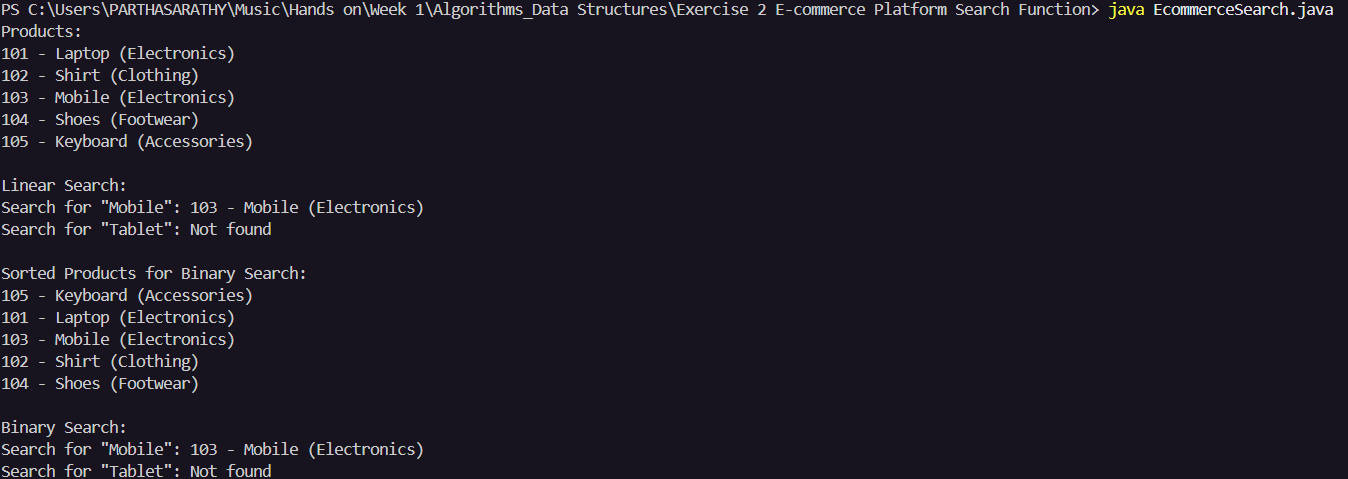 PS C:\Users\PARTHASARATHY\Music\Hands on\Week 1\Algorithms_Data Structures\Exercise 2 E-commerce Platform Search Function> java EcommerceSearch.java
Products:
101 - Laptop (Electronics)
102 - Shirt (Clothing)
103 - Mobile (Electronics)
104 - Shoes (Footwear)
105 - Keyboard (Accessories)

Linear Search:
Search for "Mobile": 103 - Mobile (Electronics)
Search for "Tablet": Not found

Sorted Products for Binary Search:
105 - Keyboard (Accessories)
101 - Laptop (Electronics)
103 - Mobile (Electronics)
102 - Shirt (Clothing)
104 - Shoes (Footwear)

Binary Search:
Search for "Mobile": 103 - Mobile (Electronics)
Search for "Tablet": Not found